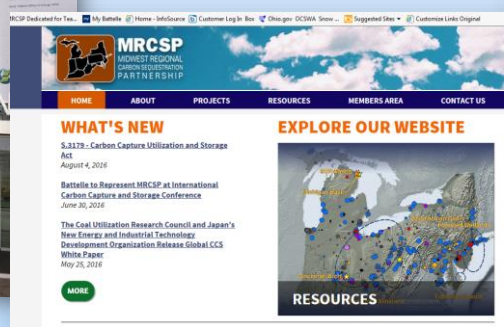 MRCSP Dedicated for Tea... My Battelle Home - InfoSource Customer Log In Box Ohio.gov OCSWA Snow ... Suggested Sites Customize Links Original
MRCSP
MIDWEST REGIONAL
CARBON SEQUESTRATION
PARTNERSHIP
HOME ABOUT PROJECTS RESOURCES MEMBERS AREA CONTACT US
WHAT'S NEW
S.3179 - Carbon Capture Utilization and Storage
Act
August 4, 2016
Battelle to Represent MRCSP at International
Carbon Capture and Storage Conference
June 30, 2016
The Coal Utilization Research Council and Japan's
New Energy and Industrial Technology
Development Organization Release Global CCS
White Paper
May 25, 2016
MORE
EXPLORE OUR WEBSITE
RESOURCES